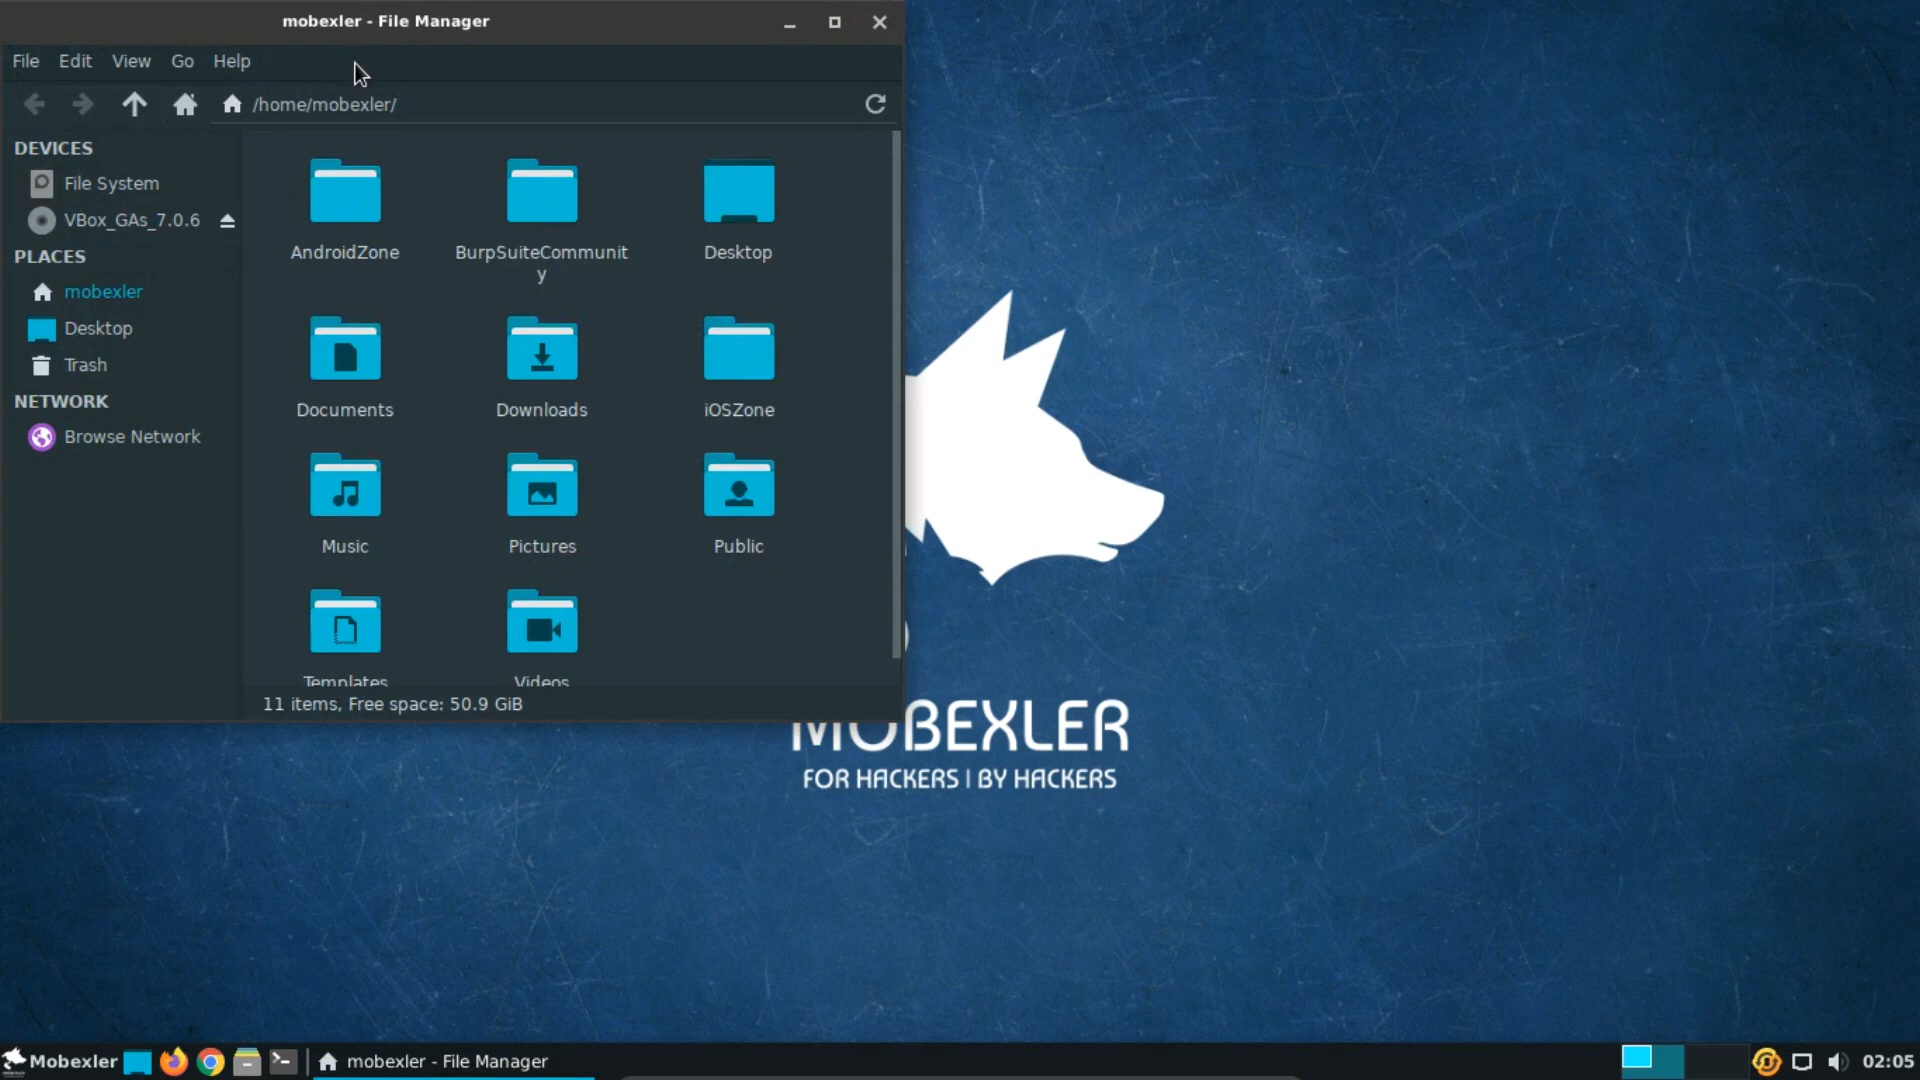 mobexler - File Manager
File Edit View Go Help
/home/mobexler/
DEVICES
File System
VBox_GAs_7.0.6
PLACES
mobexler
Desktop
Trash
NETWORK
Browse Network
AndroidZone
BurpSuiteCommunit
y
Desktop
Documents
Downloads
iOSZone
Music
Pictures
Public
Templates
Videos
11 items, Free space: 50.9 GiB
MOBEXLER
FOR HACKERS | BY HACKERS
Mobexler
mobexler - File Manager
02:05